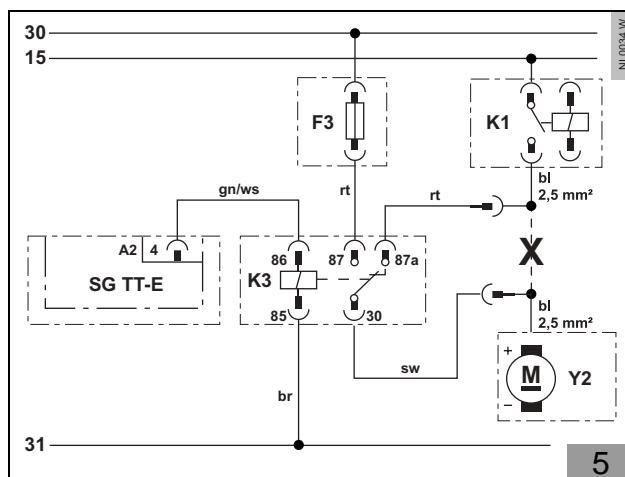 30
15
NI 0034 W
F3
K1
gn/ws
rt
rt
bl
2,5 mm²
A2 4
86
87
87a
X
SG TT-E
K3
85
30
bl
2,5 mm²
sw
+
M
Y2
–
br
31
5